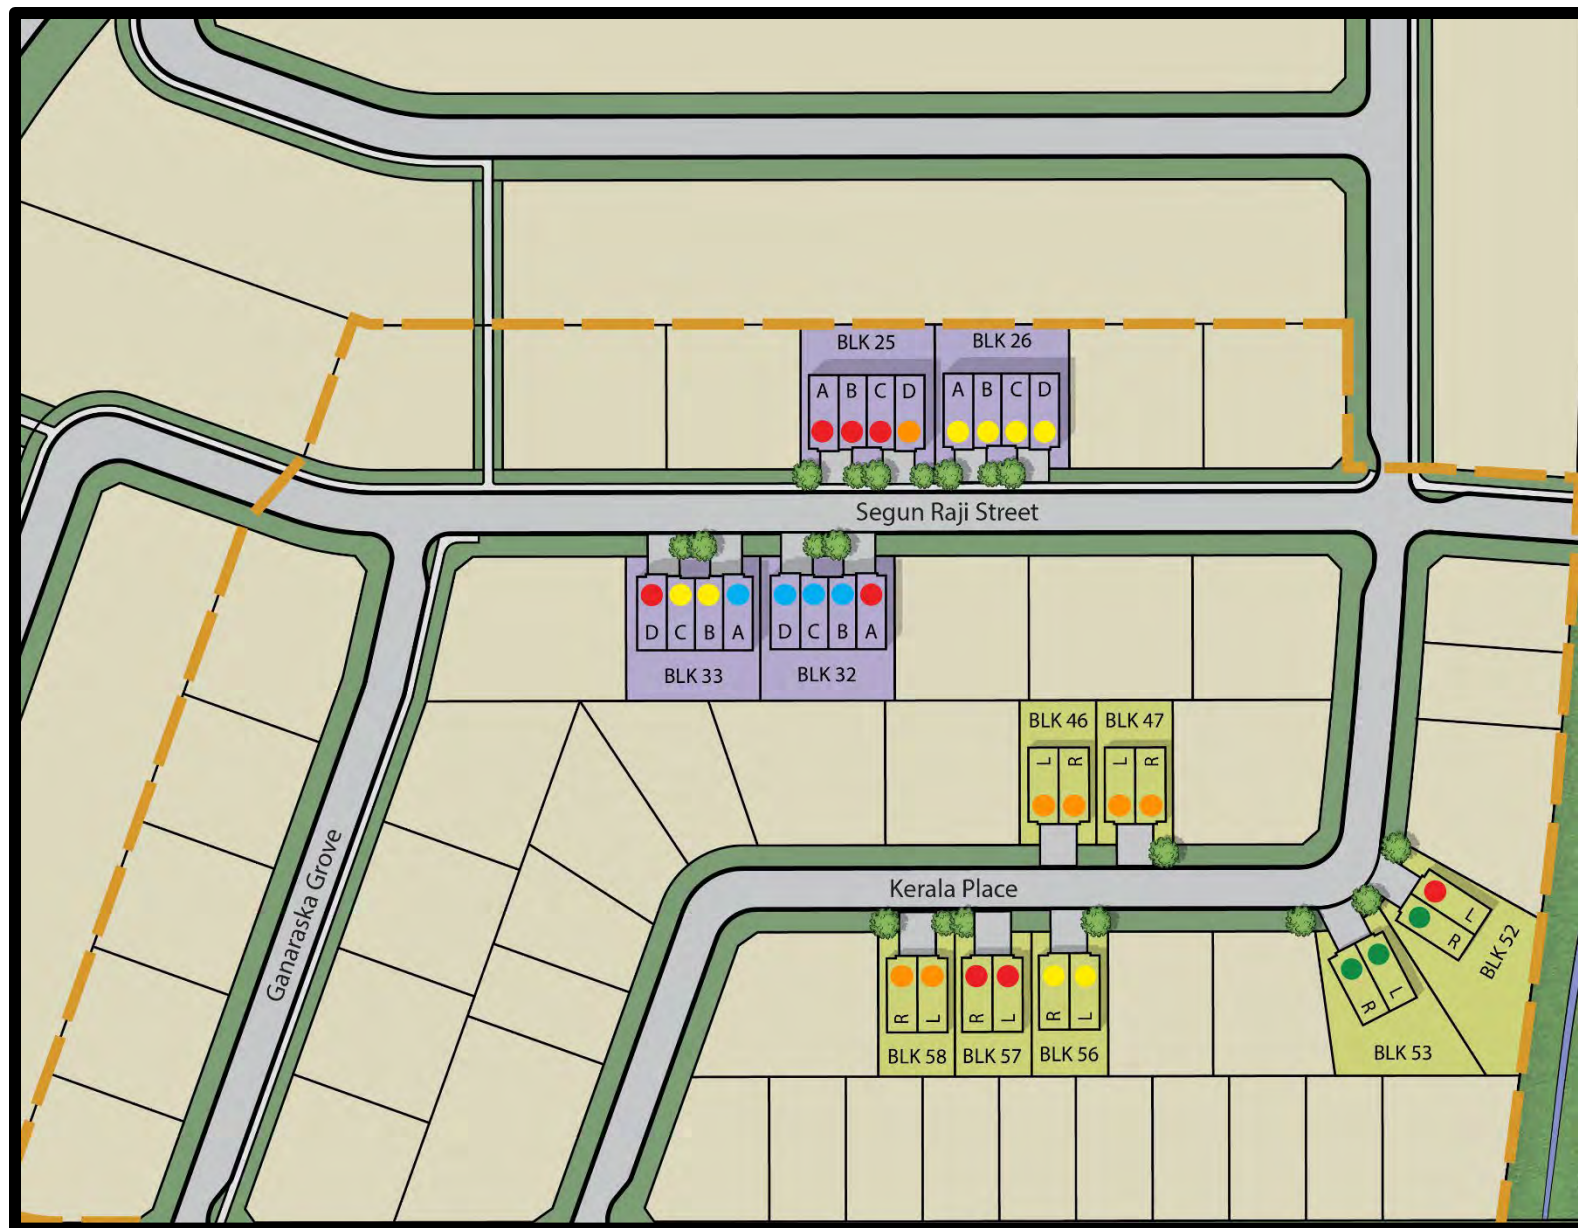 BLK 25
BLK 26
A B C D
A B C D
Segun Raji Street
D C B A
D C B A
BLK 33
BLK 32
BLK 46
BLK 47
L R
L R
Kerala Place
Ganaraska Grove
L
R
BLK 52
R L
R L
R L
R L
BLK 58
BLK 57
BLK 56
BLK 53